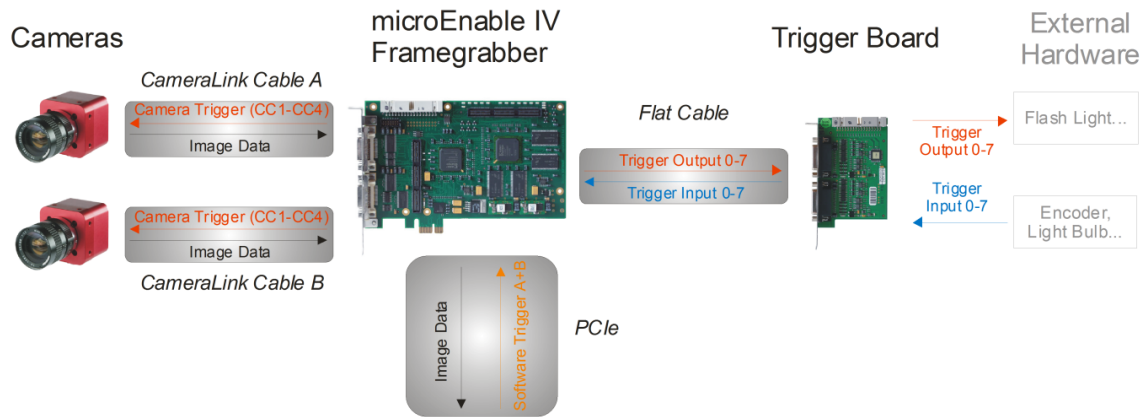 Cameras
microEnable IV
Framegrabber
Trigger Board
External
Hardware
CameraLink Cable A
Camera Trigger (CC1-CC4)
Image Data
Flat Cable
Trigger Output 0-7
Trigger Input 0-7
Trigger
Output 0-7
Flash Light...
Trigger
Input 0-7
Encoder,
Light Bulb...
Camera Trigger (CC1-CC4)
Image Data
CameraLink Cable B
Image Data
Software Trigger A+B
PCIe